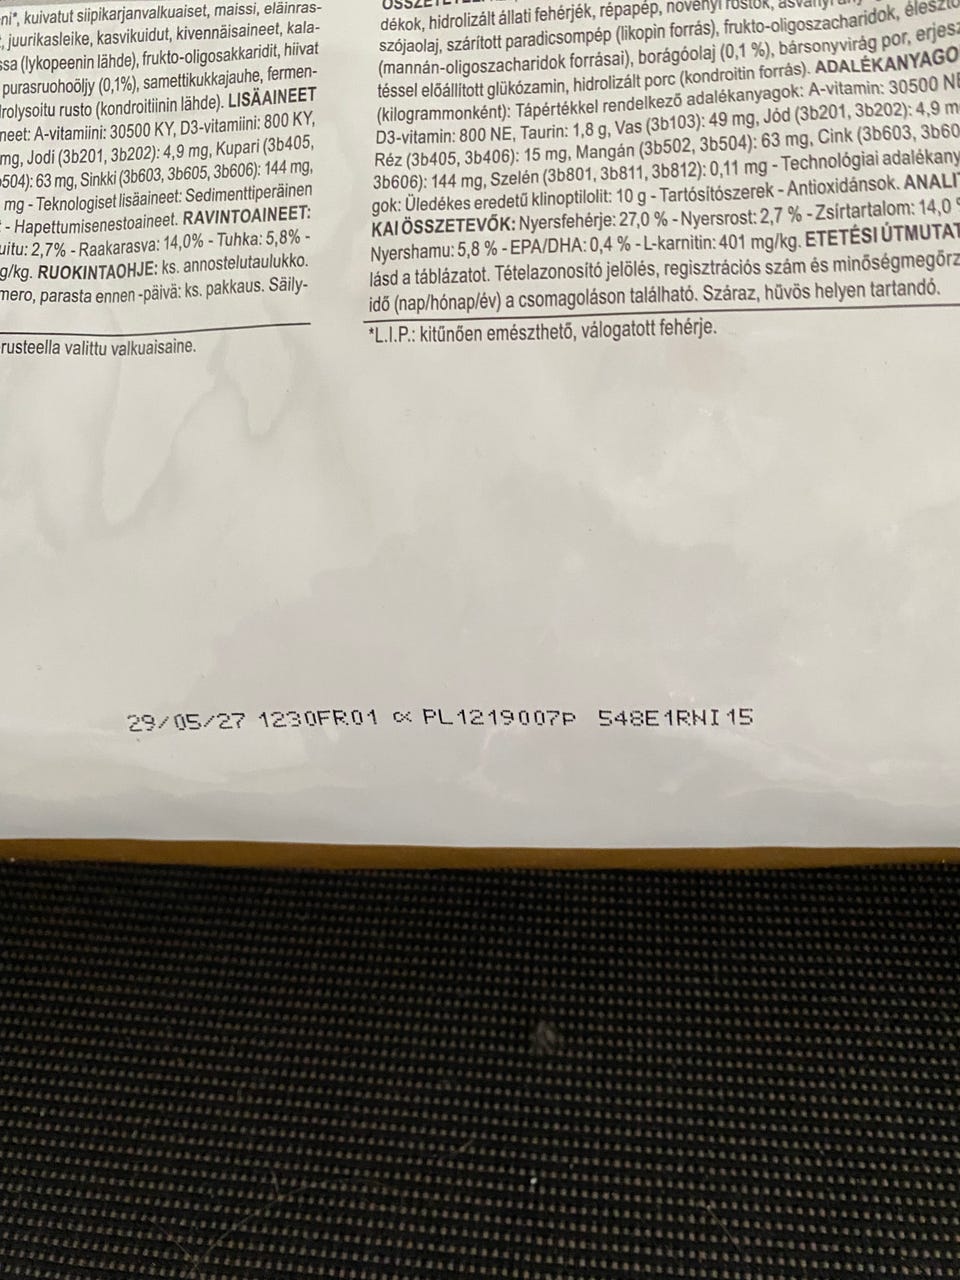 ni*, kuivatut siipikarjanvalkuaiset, maissi, eläinras-
, juurikasleike, kasvikuidut, kivennäisaineet, kala-
ssa (lykopeenin lähde), frukto-oligosakkaridit, hiivat
purasruohoöljy (0,1%), samettikukkajauhe, fermen-
rolysoitu rusto (kondroitiinin lähde). LISÄAINEET
neet: A-vitamiini: 30500 KY, D3-vitamiini: 800 KY,
mg, Jodi (3b201, 3b202): 4,9 mg, Kupari (3b405,
504): 63 mg, Sinkki (3b603, 3b605, 3b606): 144 mg,
mg - Teknologiset lisäaineet: Sedimenttiperäinen
- Hapettumisenestoaineet. RAVINTOAINEET:
uitu: 2,7% - Raakarasva: 14,0% - Tuhka: 5,8% -
g/kg. RUOKINTAOHJE: ks. annostelutaulukko.
mero, parasta ennen -päivä: ks. pakkaus. Säily-
rusteella valittu valkuaisaine.
dékok, hidrolizált állati fehérjék, répapép, növényi rostok,
szójaolaj, szárított paradicsompép (likopin forrás), frukto-oligoszacharidok, éleszt
(mannán-oligoszacharidok forrásai), borágóolaj (0,1 %), bársonyvirág por, erjesz
téssel előállított glükózamin, hidrolizált porc (kondroitin forrás). ADALÉKANYAGO
(kilogrammonként): Tápértékkel rendelkező adalékanyagok: A-vitamin: 30500 NE
D3-vitamin: 800 NE, Taurin: 1,8 g, Vas (3b103): 49 mg, Jód (3b201, 3b202): 4,9 m
Réz (3b405, 3b406): 15 mg, Mangán (3b502, 3b504): 63 mg, Cink (3b603, 3b60
3b606): 144 mg, Szelén (3b801, 3b811, 3b812): 0,11 mg - Technológiai adalékany
gok: Üledékes eredetű klinoptilolit: 10 g - Tartósítószerek - Antioxidánsok. ANALI
KAI ÖSSZETEVŐK: Nyersfehérje: 27,0 % - Nyersrost: 2,7 % - Zsírtartalom: 14,0 %
Nyershamu: 5,8 % - EPA/DHA: 0,4 % - L-karnitin: 401 mg/kg. ETETÉSI ÚTMUTAT
lásd a táblázatot. Tételazonosító jelölés, regisztrációs szám és minőségmegőrz
idő (nap/hónap/év) a csomagoláson található. Száraz, hűvös helyen tartandó.
*L.I.P.: kitűnően emészthető, válogatott fehérje.
29/05/27 1230FR01 α PL1219007P 548E1RNI15